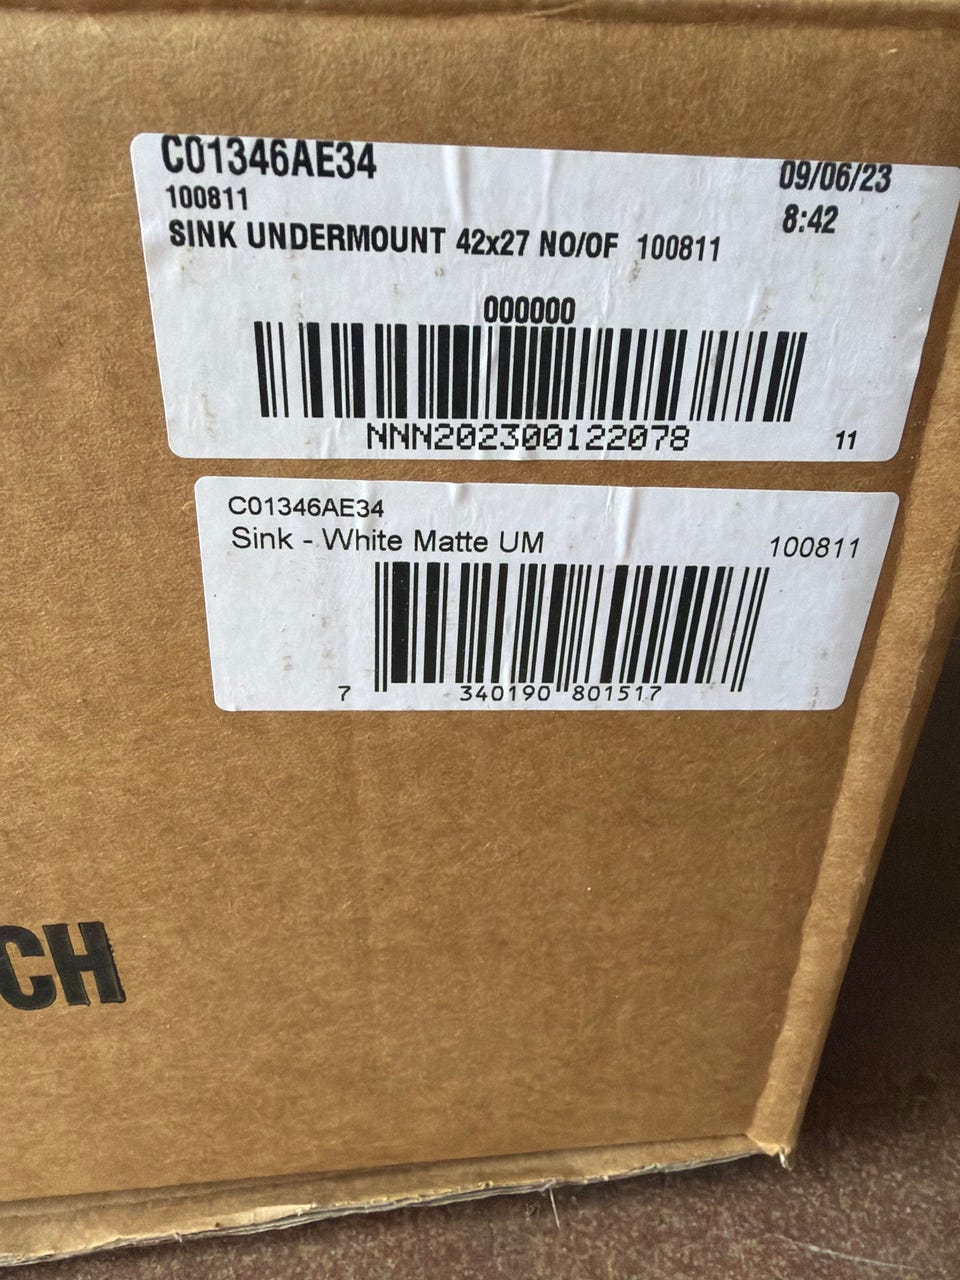 C01346AE34
09/06/23
100811
8:42
SINK UNDERMOUNT 42x27 NO/OF 100811
000000
NNN202300122078
11
C01346AE34
Sink - White Matte UM
100811
7 340190 801517
CH